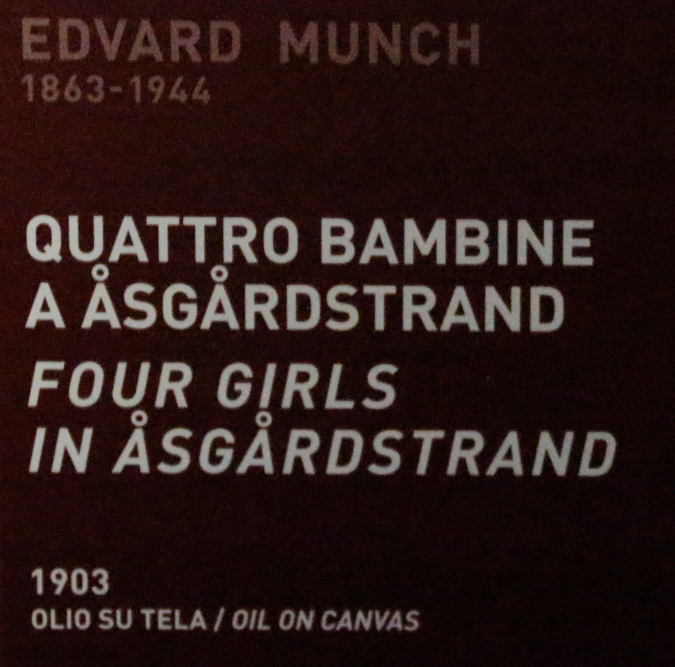 EDVARD MUNCH
1863-1944
QUATTRO BAMBINE
A ÅSGÅRDSTRAND
FOUR GIRLS
IN ÅSGÅRDSTRAND
1903
OLIO SU TELA / OIL ON CANVAS